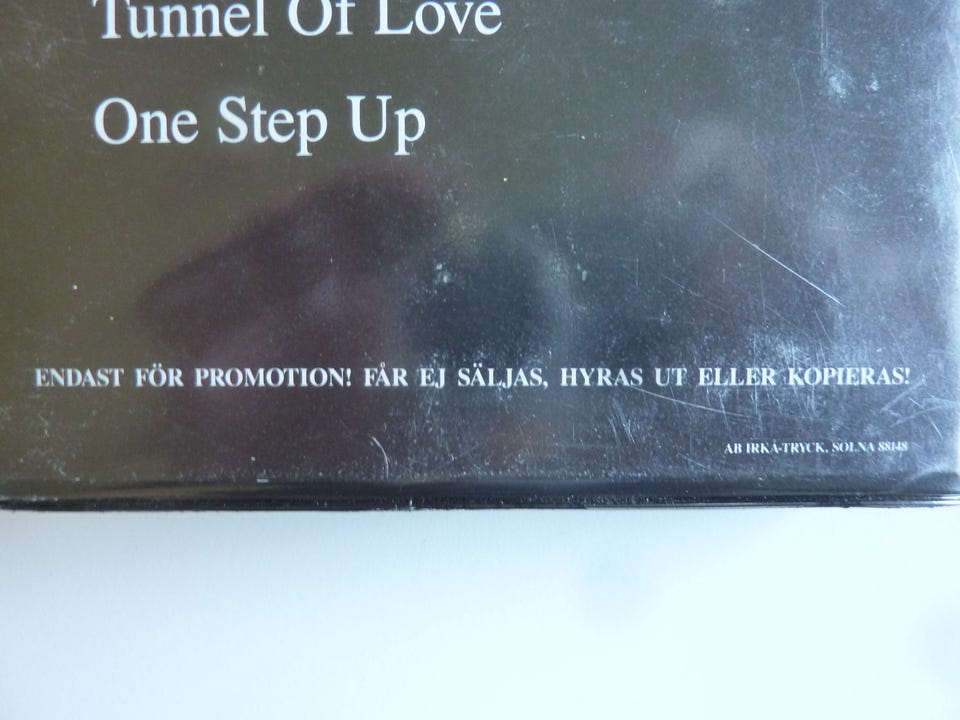 Tunnel Of Love
One Step Up
ENDAST FÖR PROMOTION! FÅR EJ SÄLJAS, HYRAS UT ELLER KOPIERAS!
AB IRKA-TRYCK, SOLNA 88148